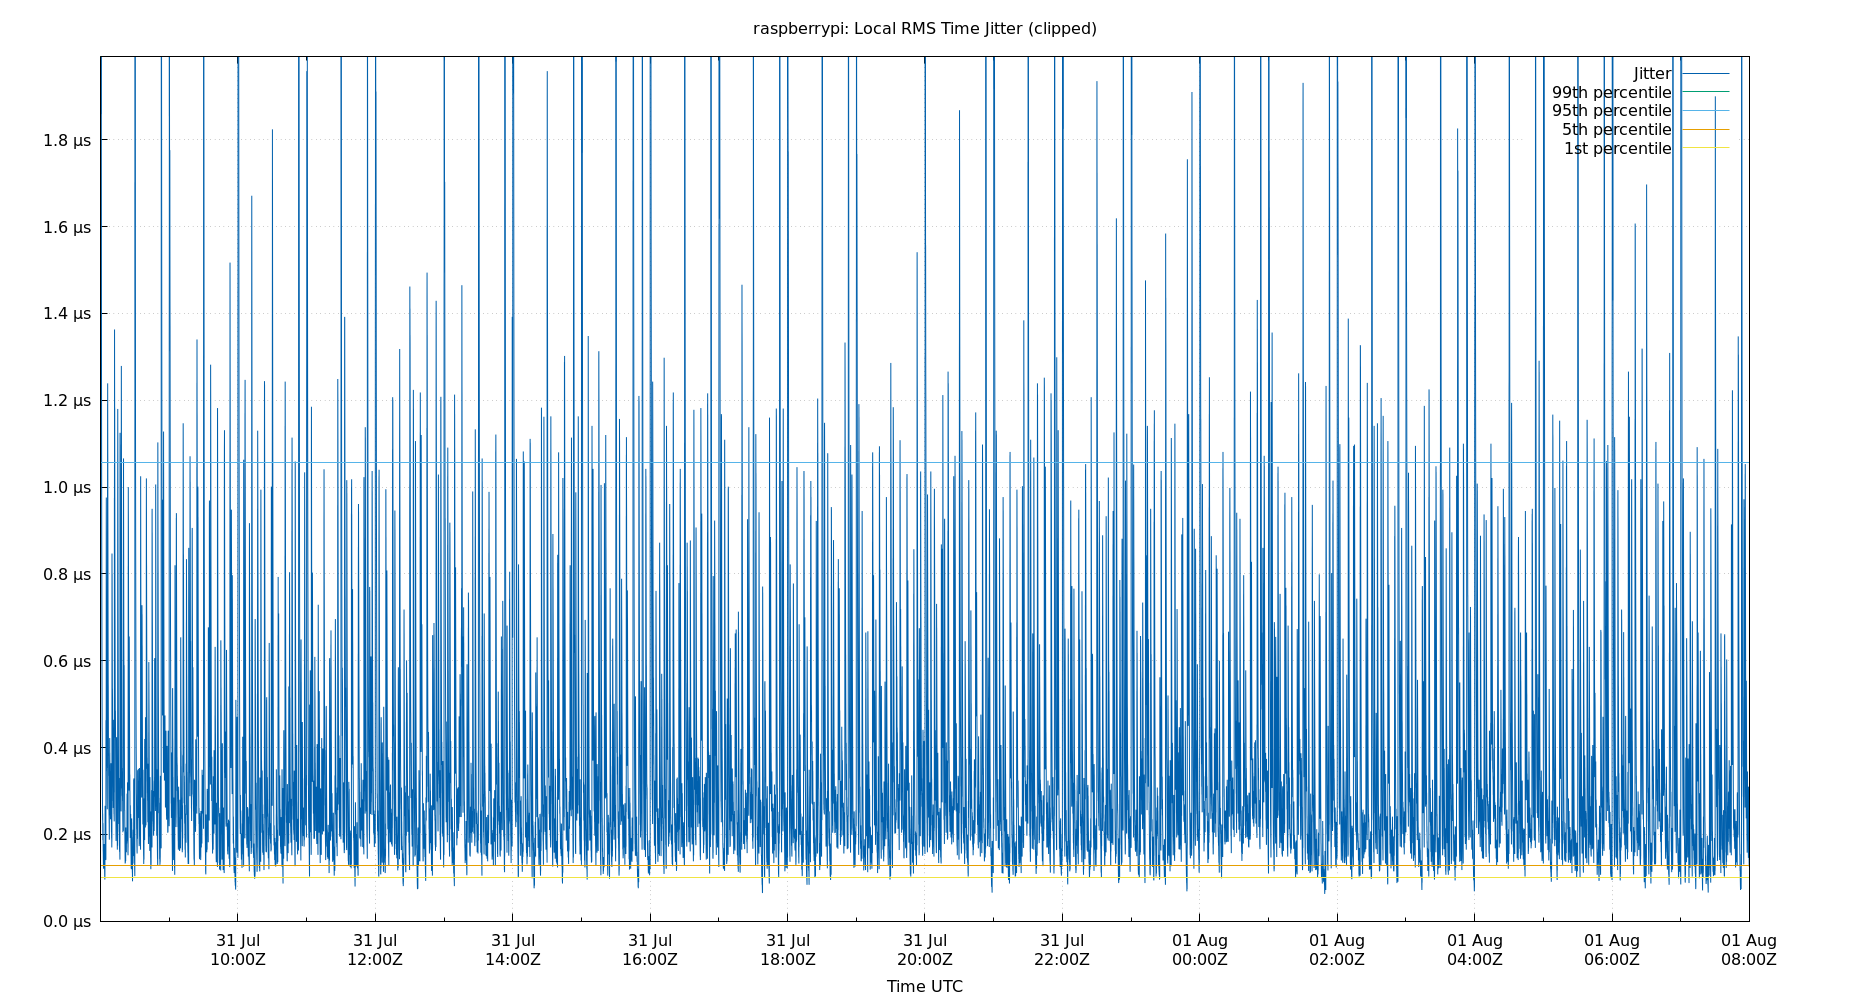 raspberrypi: Local RMS Time Jitter (clipped)
Jitter
99th percentile
95th percentile
5th percentile
1st percentile
1.8 µs
1.6 µs
1.4 µs
1.2 µs
1.0 µs
0.8 µs
0.6 µs
0.4 µs
0.2 µs
0.0 µs
31 Jul 31 Jul 31 Jul 31 Jul 31 Jul 31 Jul 31 Jul 01 Aug 01 Aug 01 Aug 01 Aug 01 Aug
10:00Z 12:00Z 14:00Z 16:00Z 18:00Z 20:00Z 22:00Z 00:00Z 02:00Z 04:00Z 06:00Z 08:00Z
Time UTC